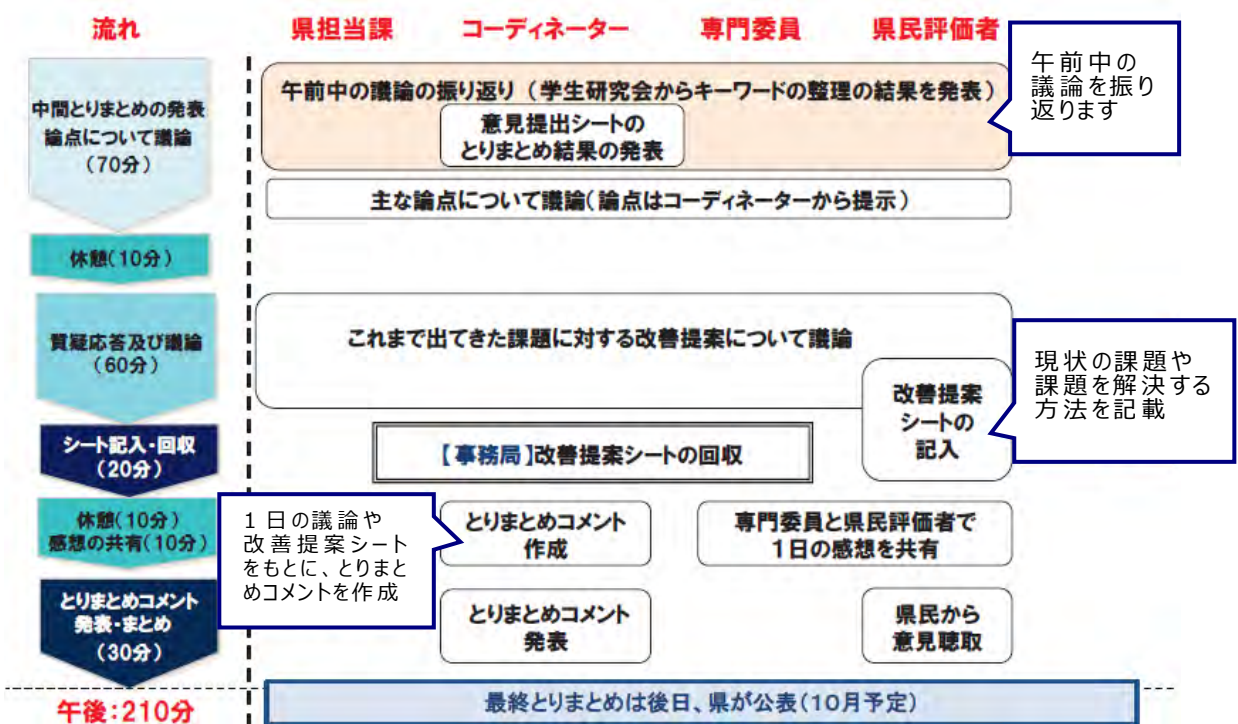 流れ
県担当課
コーディネーター
専門委員
県民評価者
中間とりまとめの発表
論点について議論
(70分)
午前中の議論の振り返り（学生研究会からキーワードの整理の結果を発表）
意見提出シートの
とりまとめ結果の発表
午前中の
議論を振り
返ります
主な論点について議論(論点はコーディネーターから提示)
休憩(10分)
質疑応答及び議論
(60分)
これまで出てきた課題に対する改善提案について議論
改善提案
シートの
記入
現状の課題や
課題を解決する
方法を記載
シート記入・回収
(20分)
【事務局】改善提案シートの回収
休憩(10分)
感想の共有(10分)
１日の議論や
改善提案シート
をもとに、とりまと
めコメントを作成
とりまとめコメント
作成
専門委員と県民評価者で
1日の感想を共有
とりまとめコメント
発表・まとめ
(30分)
とりまとめコメント
発表
県民から
意見聴取
午後:210分
最終とりまとめは後日、県が公表(10月予定)